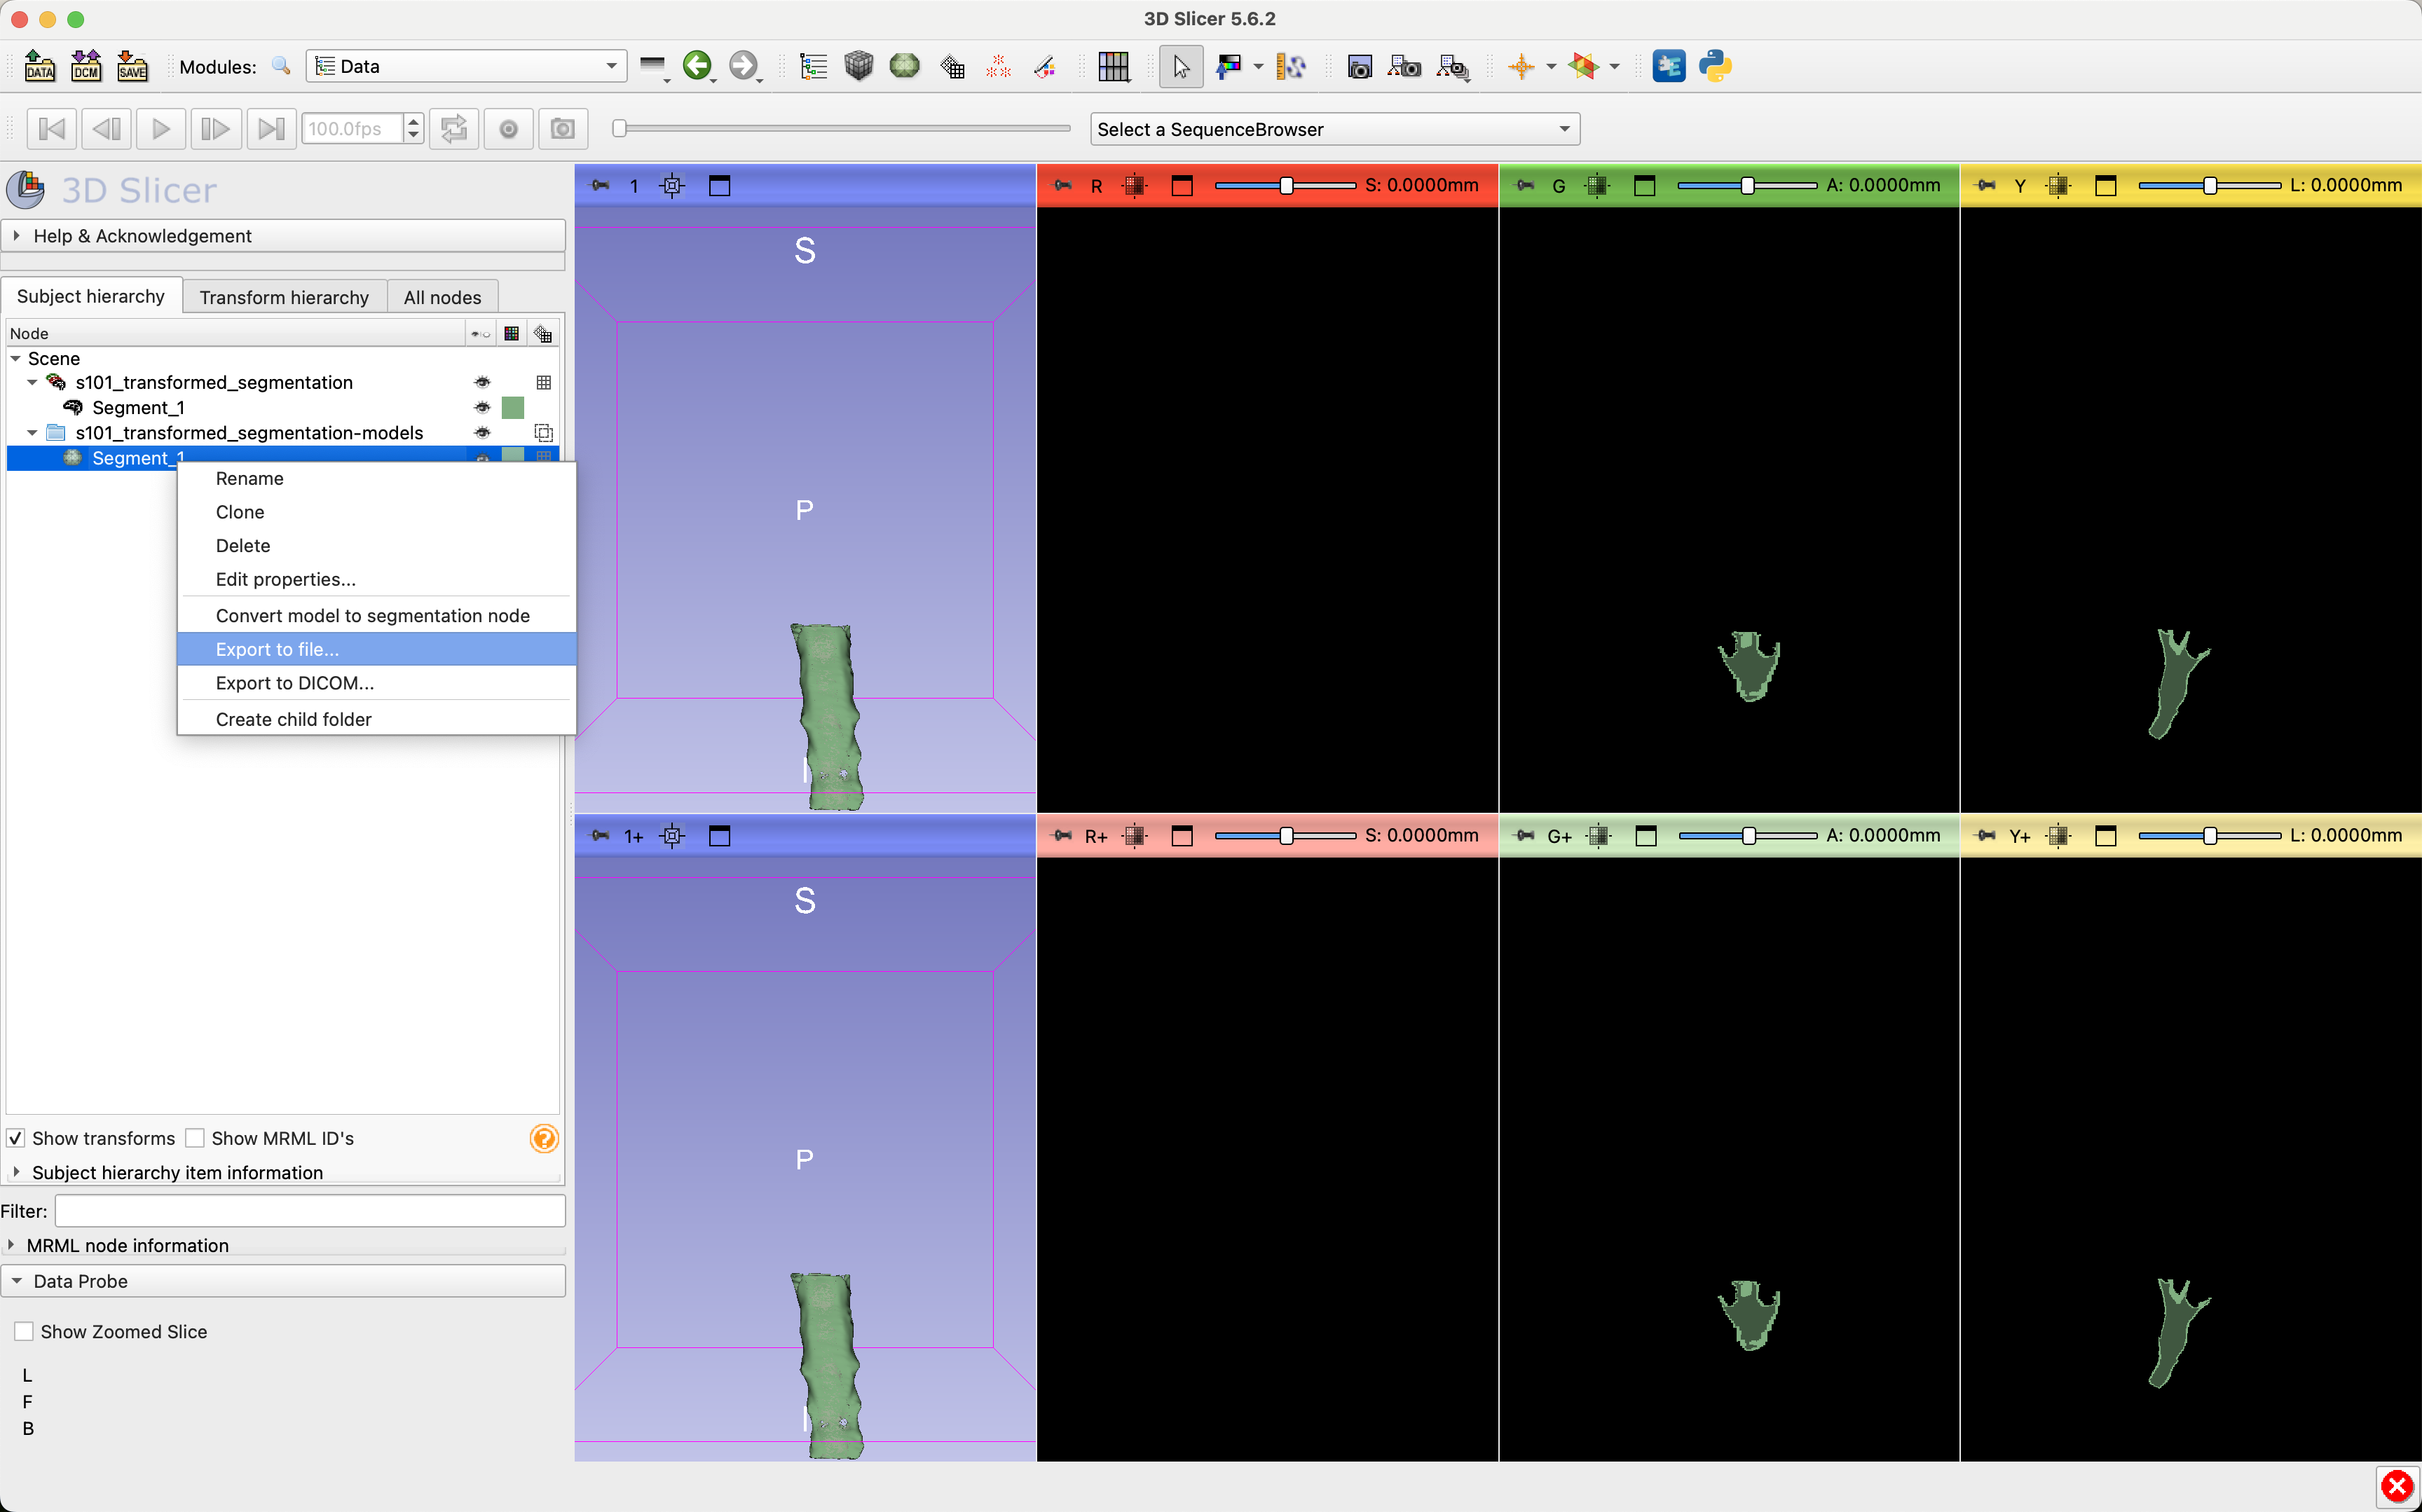 3D Slicer 5.6.2
DATA DCM SAVE Modules: Data
100.0fps Select a SequenceBrowser
3D Slicer
Help & Acknowledgement
Subject hierarchy Transform hierarchy All nodes
Node
Scene
s101_transformed_segmentation
Segment_1
s101_transformed_segmentation-models
Segment_1
Rename
Clone
Delete
Edit properties...
Convert model to segmentation node
Export to file...
Export to DICOM...
Create child folder
Show transforms Show MRML ID's
Subject hierarchy item information
Filter:
MRML node information
Data Probe
Show Zoomed Slice
L
F
B
1
S
P
I
R S: 0.0000mm
G A: 0.0000mm
Y L: 0.0000mm
1+
S
P
I
R+ S: 0.0000mm
G+ A: 0.0000mm
Y+ L: 0.0000mm